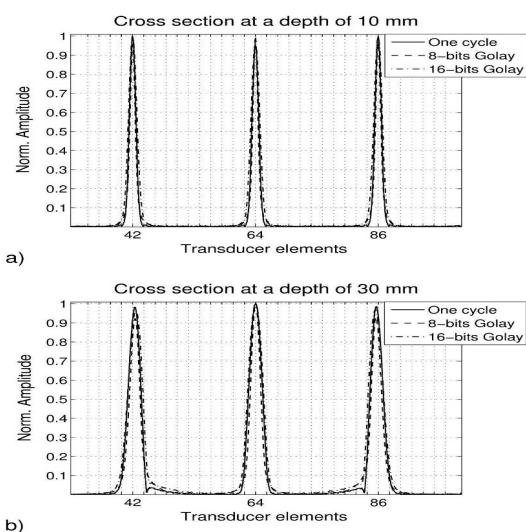 Cross section at a depth of 10 mm
One cycle
8-bits Golay
16-bits Golay
Norm. Amplitude
1
0.9
0.8
0.7
0.6
0.5
0.4
0.3
0.2
0.1
42
64
86
Transducer elements
a)
Cross section at a depth of 30 mm
One cycle
8-bits Golay
16-bits Golay
Norm. Amplitude
1
0.9
0.8
0.7
0.6
0.5
0.4
0.3
0.2
0.1
42
64
86
Transducer elements
b)